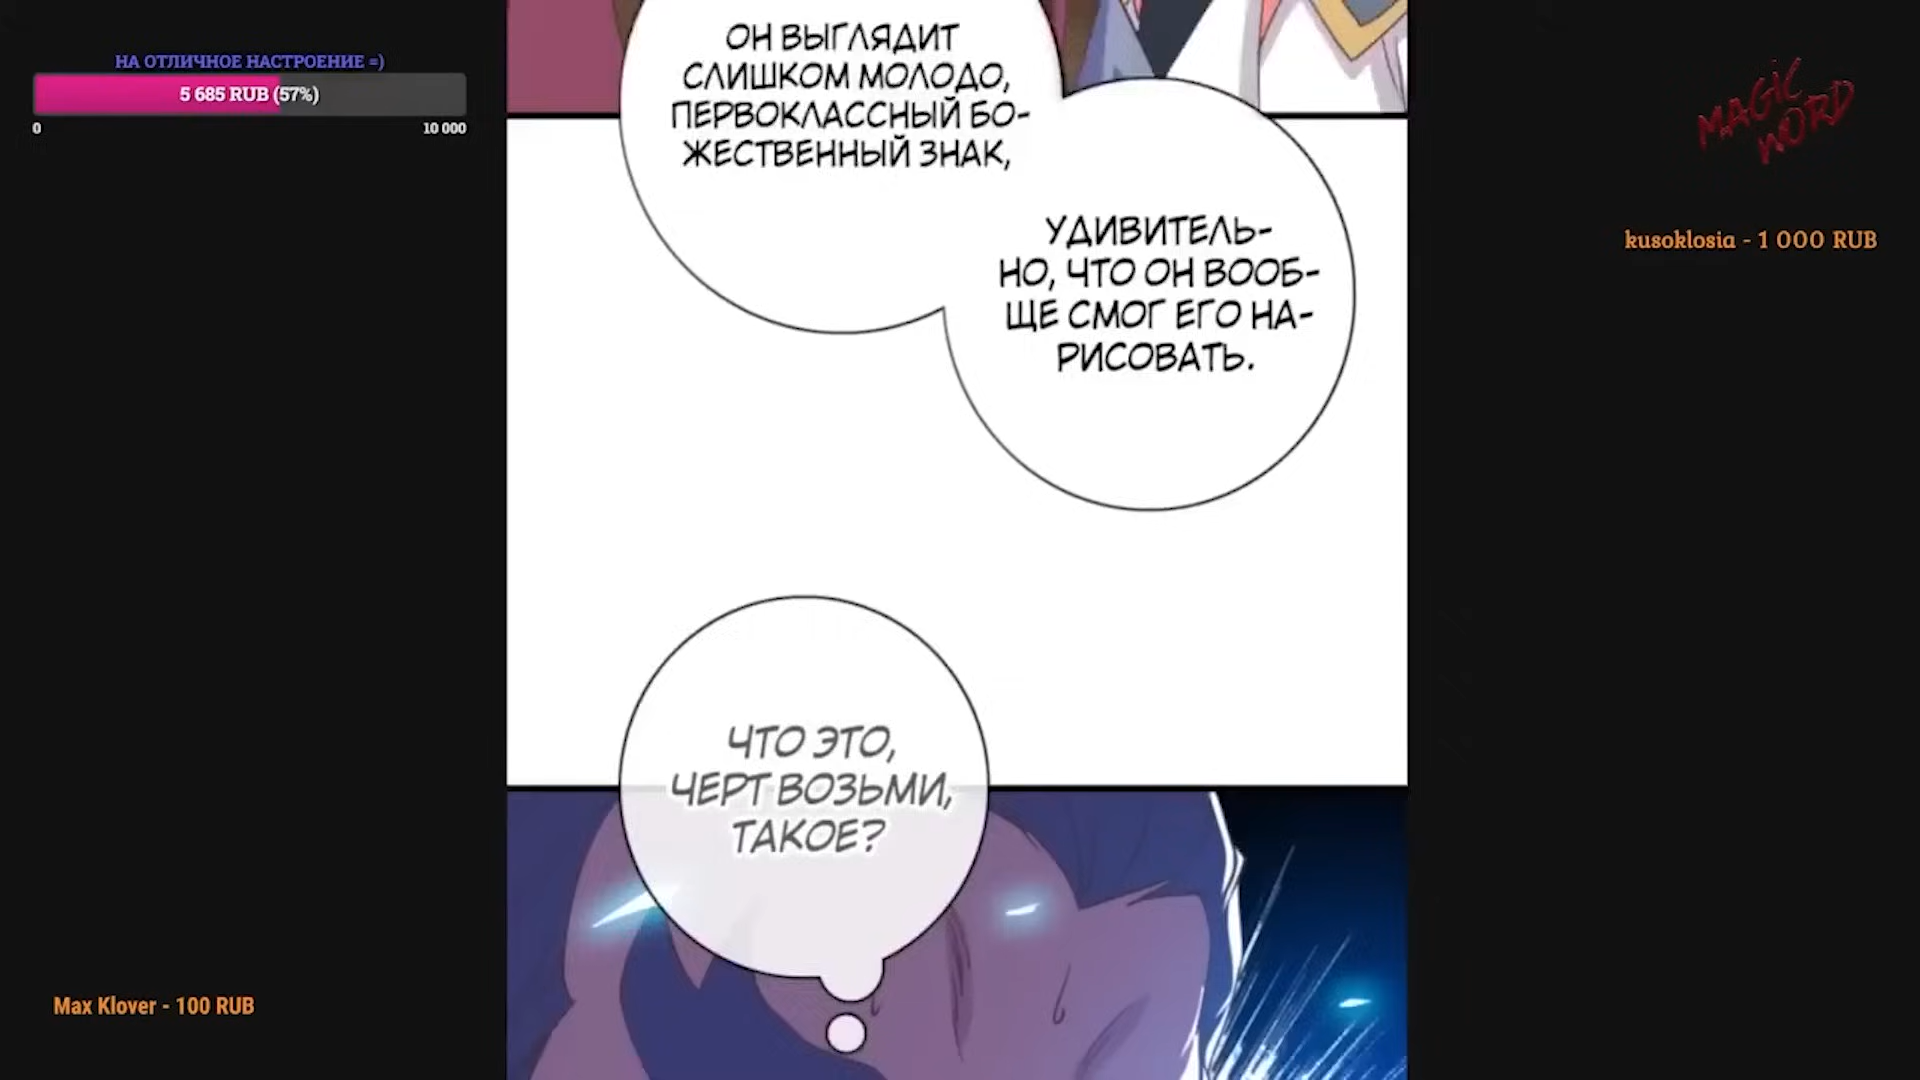 НА ОТЛИЧНОЕ НАСТРОЕНИЕ =)
5 685 RUB (57%)
0
10 000
ОН ВЫГЛЯДИТ
СЛИШКОМ МОЛОДО,
ПЕРВОКЛАССНЫЙ БО-
ЖЕСТВЕННЫЙ ЗНАК,
УДИВИТЕЛЬ-
НО, ЧТО ОН ВООБ-
ЩЕ СМОГ ЕГО НА-
РИСОВАТЬ.
ЧТО ЭТО,
ЧЕРТ ВОЗЬМИ,
ТАКОЕ?
MAGIC
WORD
kusoklosia - 1 000 RUB
Max Klover - 100 RUB